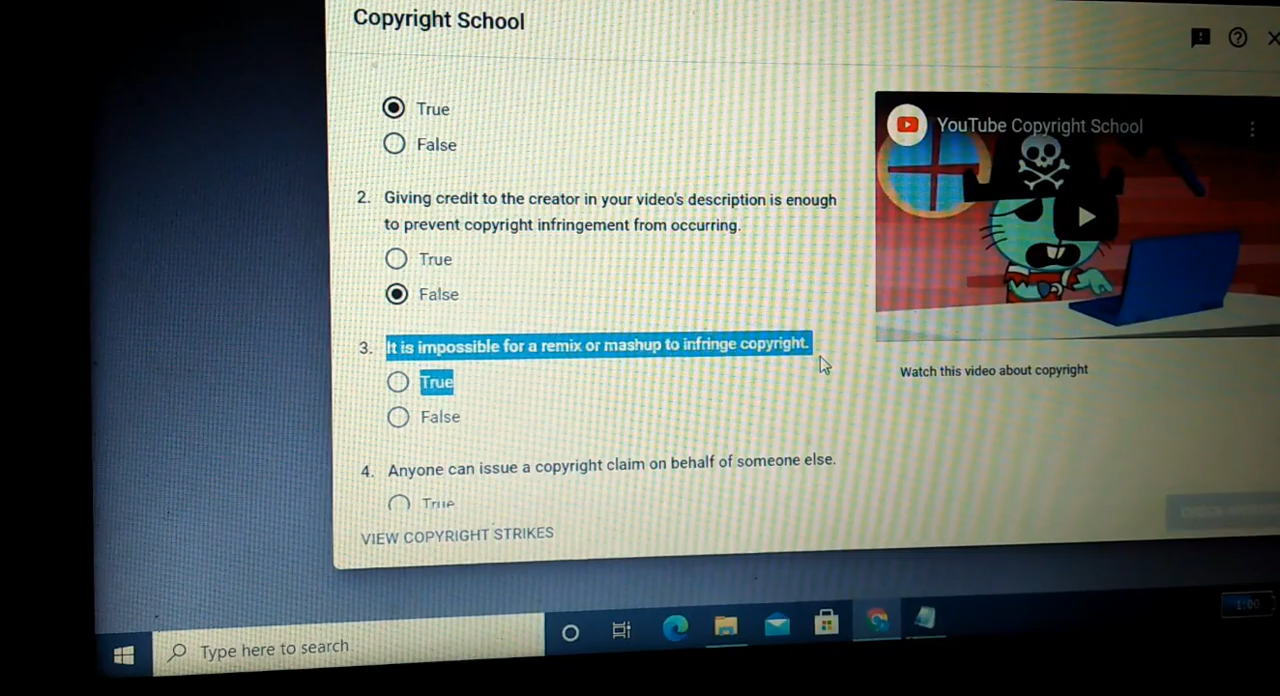 Copyright School
True
False
YouTube Copyright School
2. Giving credit to the creator in your video's description is enough
to prevent copyright infringement from occurring.
True
False
3. It is impossible for a remix or mashup to infringe copyright.
True
False
Watch this video about copyright
4. Anyone can issue a copyright claim on behalf of someone else.
True
VIEW COPYRIGHT STRIKES
1:00
Type here to search